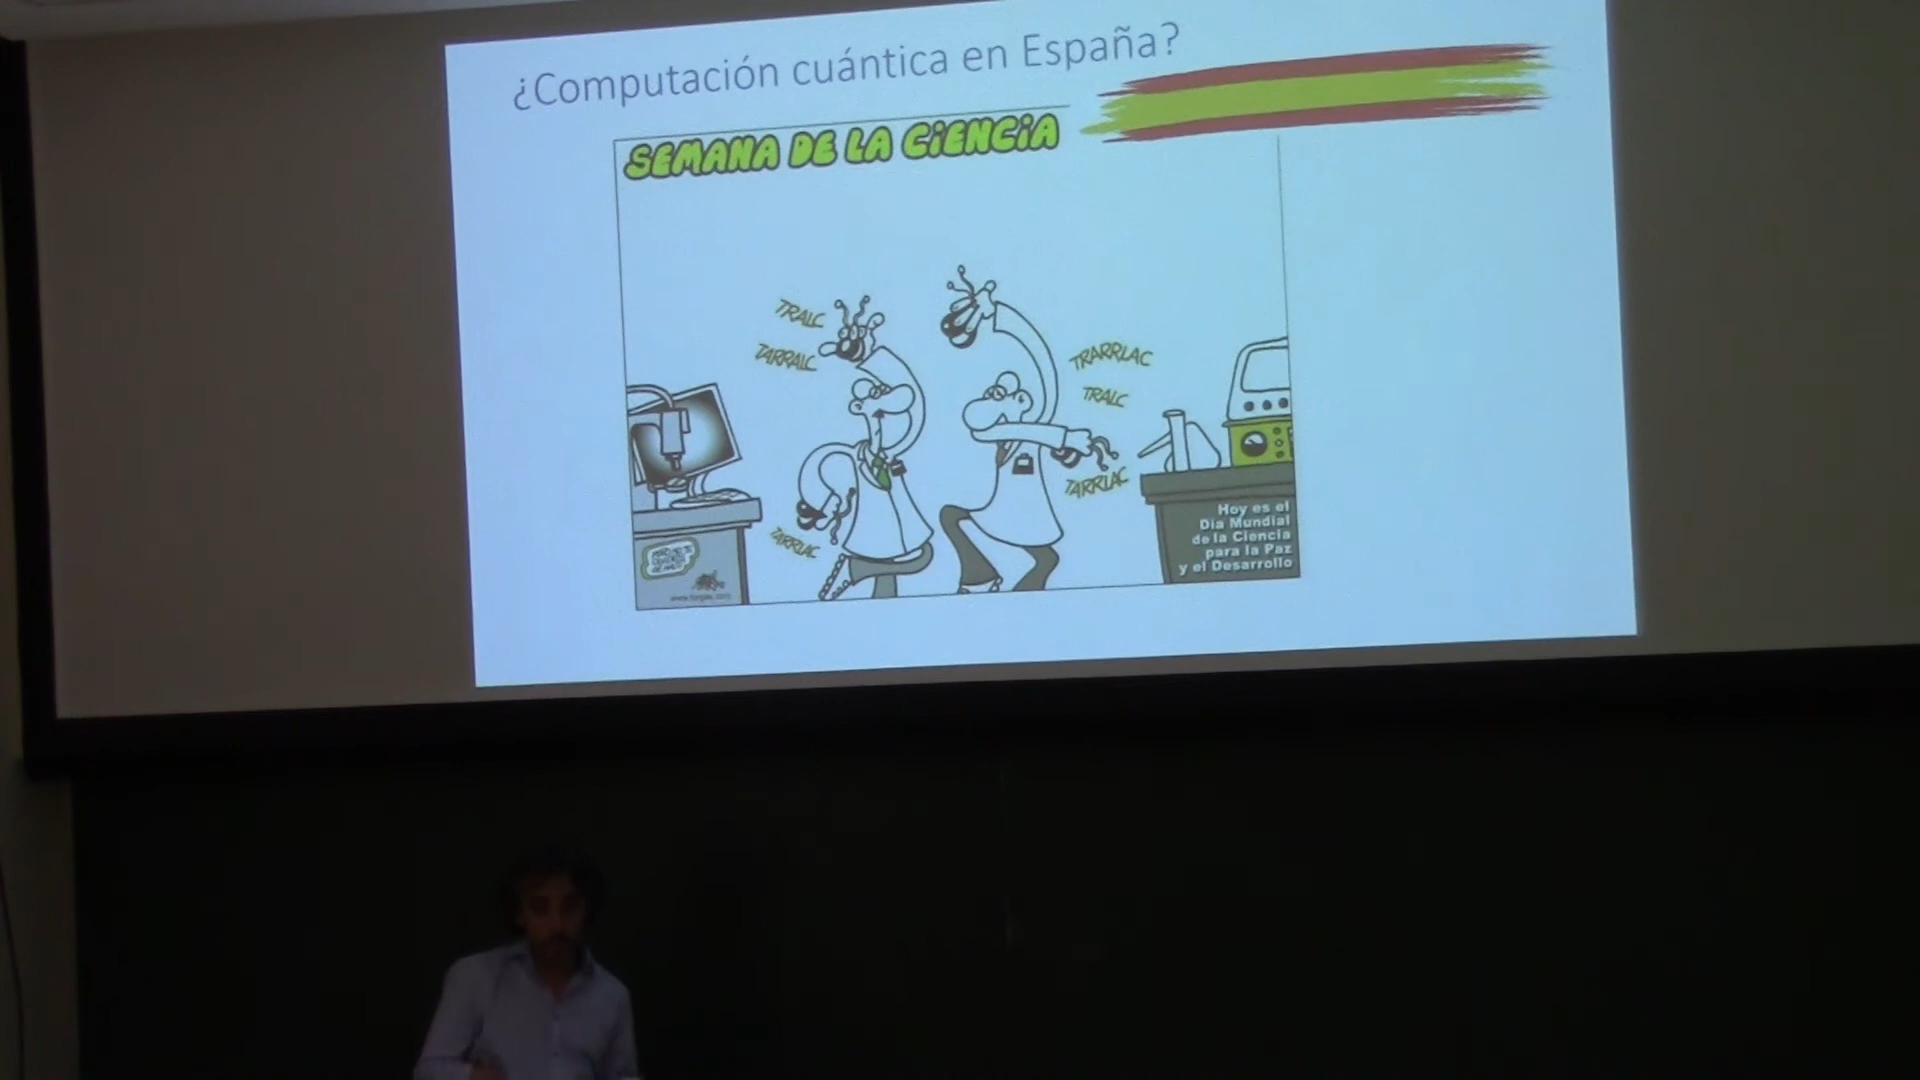 ¿Computación cuántica en España?
SEMANA DE LA CiENCiA
TRALC
TARRALC
TARRLAC
TRARRLAC
TRALC
TARRLAC
Hoy es el
Día Mundial
de la Ciencia
para la Paz
y el Desarrollo